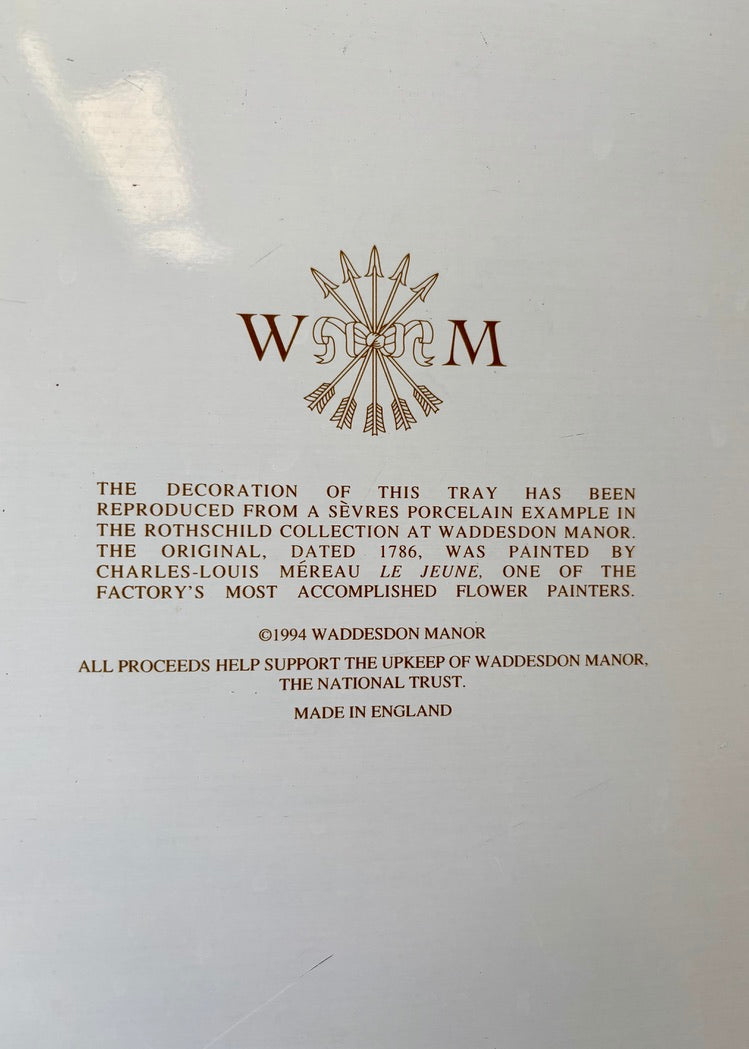 W M
THE DECORATION OF THIS TRAY HAS BEEN
REPRODUCED FROM A SÈVRES PORCELAIN EXAMPLE IN
THE ROTHSCHILD COLLECTION AT WADDESDON MANOR.
THE ORIGINAL, DATED 1786, WAS PAINTED BY
CHARLES-LOUIS MÉREAU LE JEUNE, ONE OF THE
FACTORY'S MOST ACCOMPLISHED FLOWER PAINTERS.
©1994 WADDESDON MANOR
ALL PROCEEDS HELP SUPPORT THE UPKEEP OF WADDESDON MANOR,
THE NATIONAL TRUST.
MADE IN ENGLAND